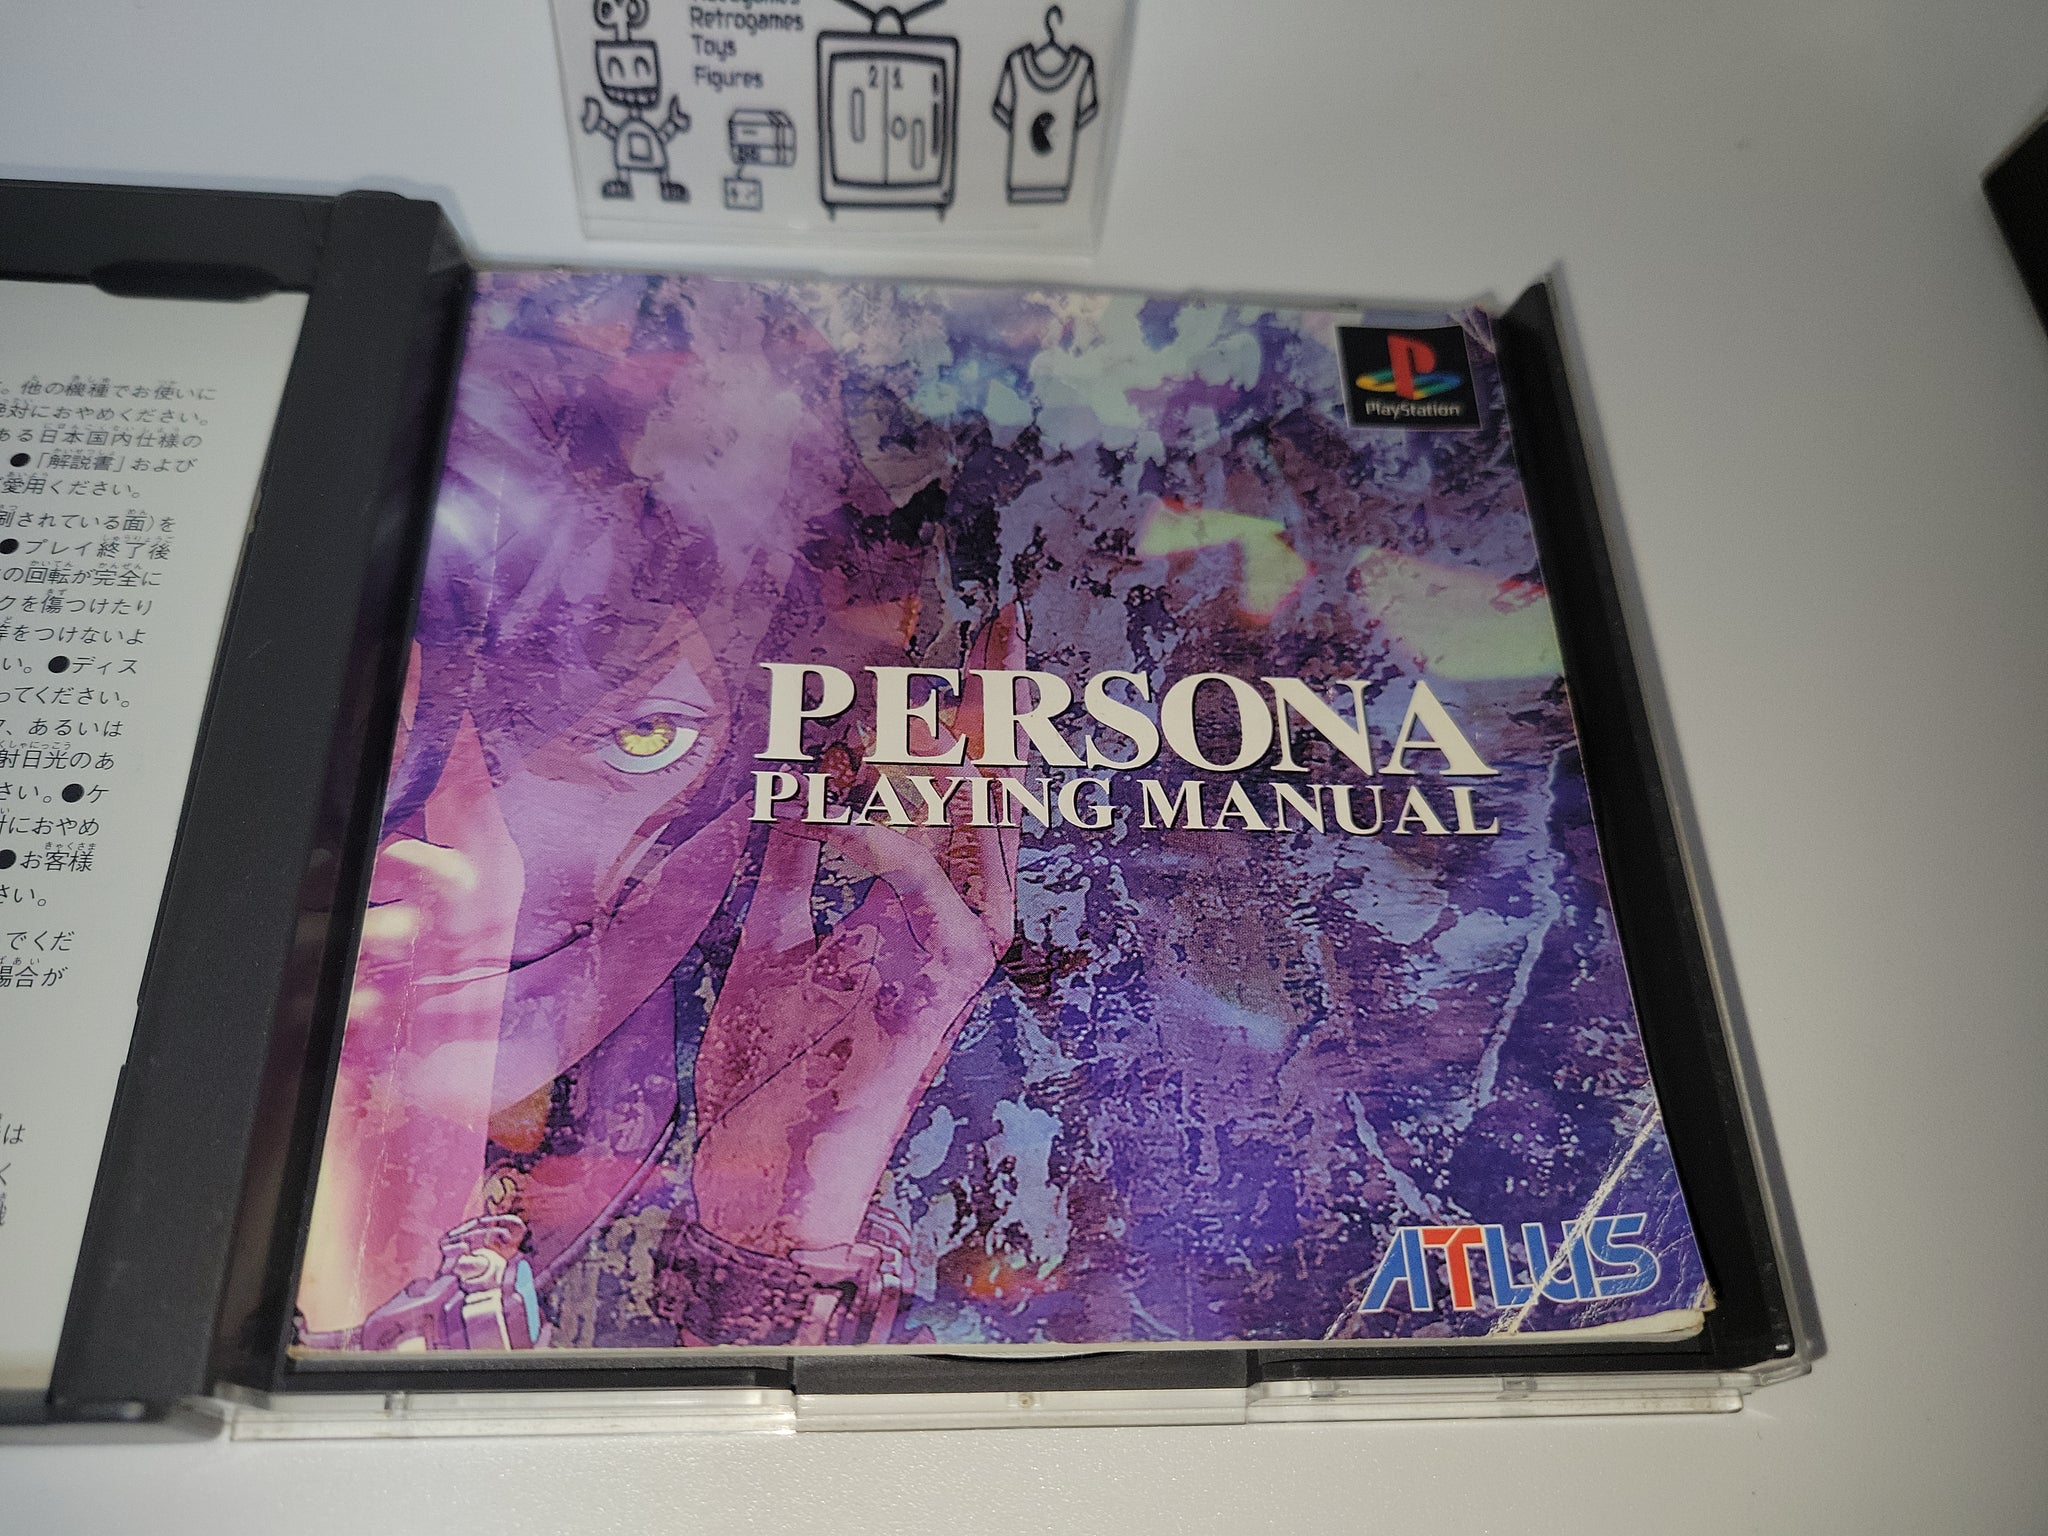 Retrogames
Toys
Figures
21
。他の機種でお使いに
絶対におやめください。
ある日本国内仕様の
●「解説書」および
愛用ください。
刷されている面）を
●プレイ終了後
の回転が完全に
クを傷つけたり
等をつけないよ
い。●ディス
ってください。
、あるいは
射日光のあ
さい。●ケ
におやめ
●お客様
さい。
でくだ
場合が
は
く
PlayStation
PERSONA
PLAYING MANUAL
ATLUS